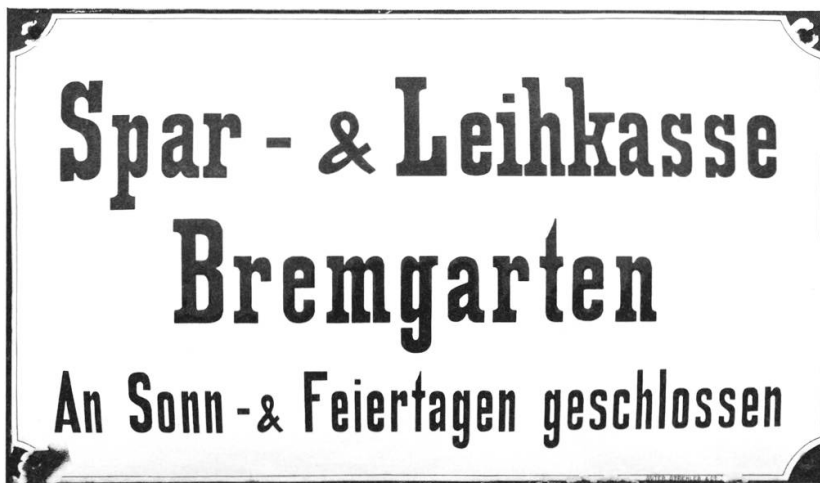 Spar - & Leihkasse
Bremgarten
An Sonn - & Feiertagen geschlossen